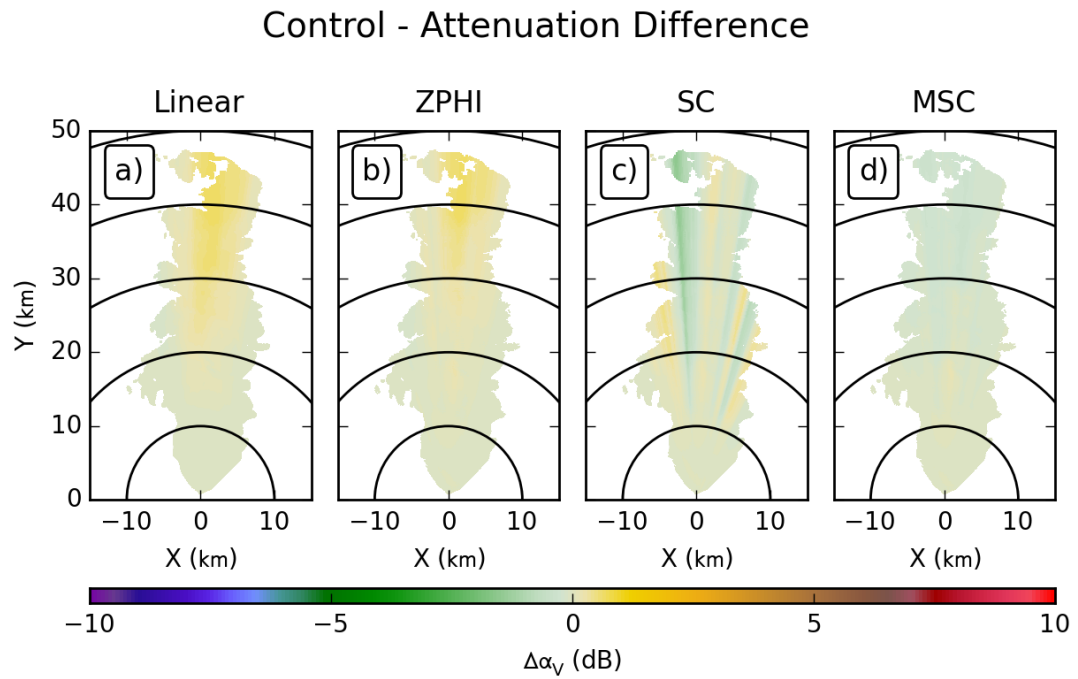 Control - Attenuation Difference
Linear ZPHI SC MSC
a) b) c) d)
50
40
30
20
10
0
Y (km)
−10 0 10 −10 0 10 −10 0 10 −10 0 10
X (km) X (km) X (km) X (km)
−10 −5 0 5 10
Δα_V (dB)